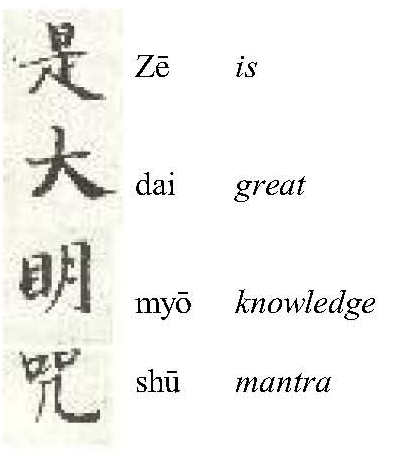 是 Zē is
大 dai great
明 myō knowledge
咒 shū mantra